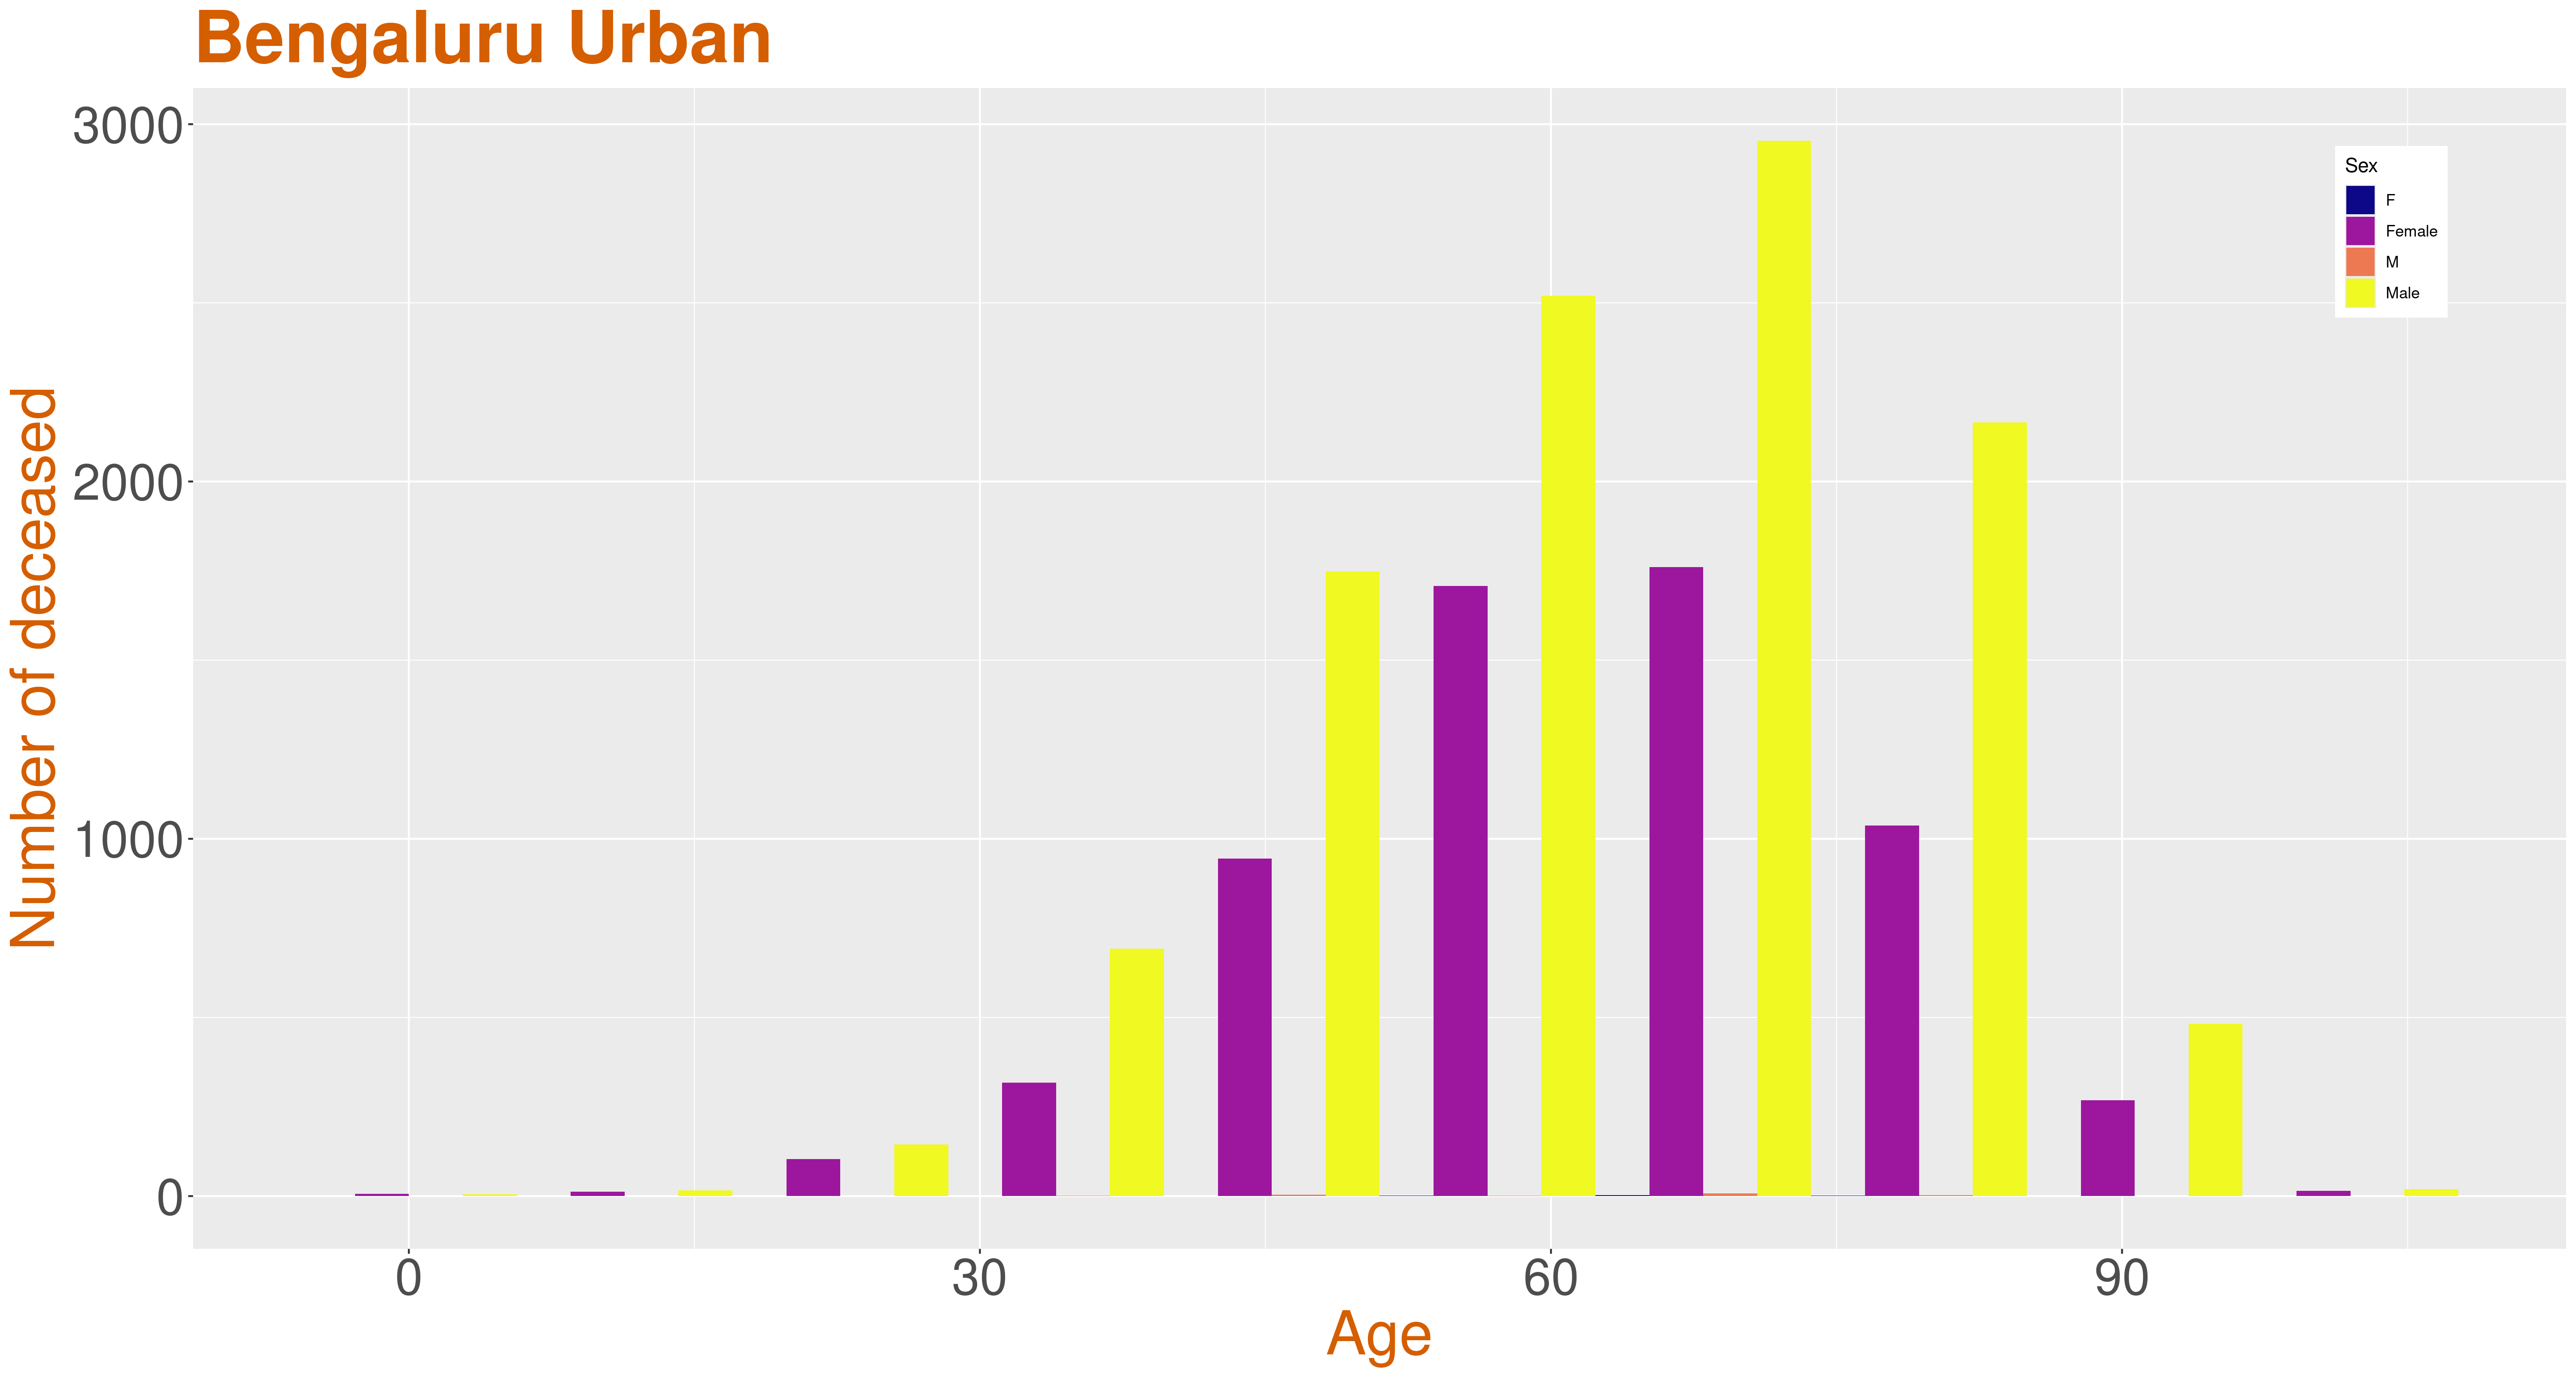 Bengaluru Urban
Number of deceased
3000
2000
1000
0
Sex
F
Female
M
Male
0 30 60 90
Age